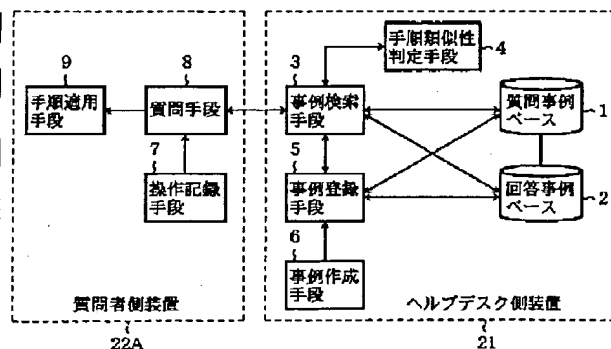 手順類似性
判定手段
4
9
手順適用
手段
8
質問手段
3
事例検索
手段
質問事例
ベース
1
7
操作記録
手段
5
事例登録
手段
回答事例
ベース
2
6
事例作成
手段
質問者側装置
ヘルプデスク側装置
22A
21